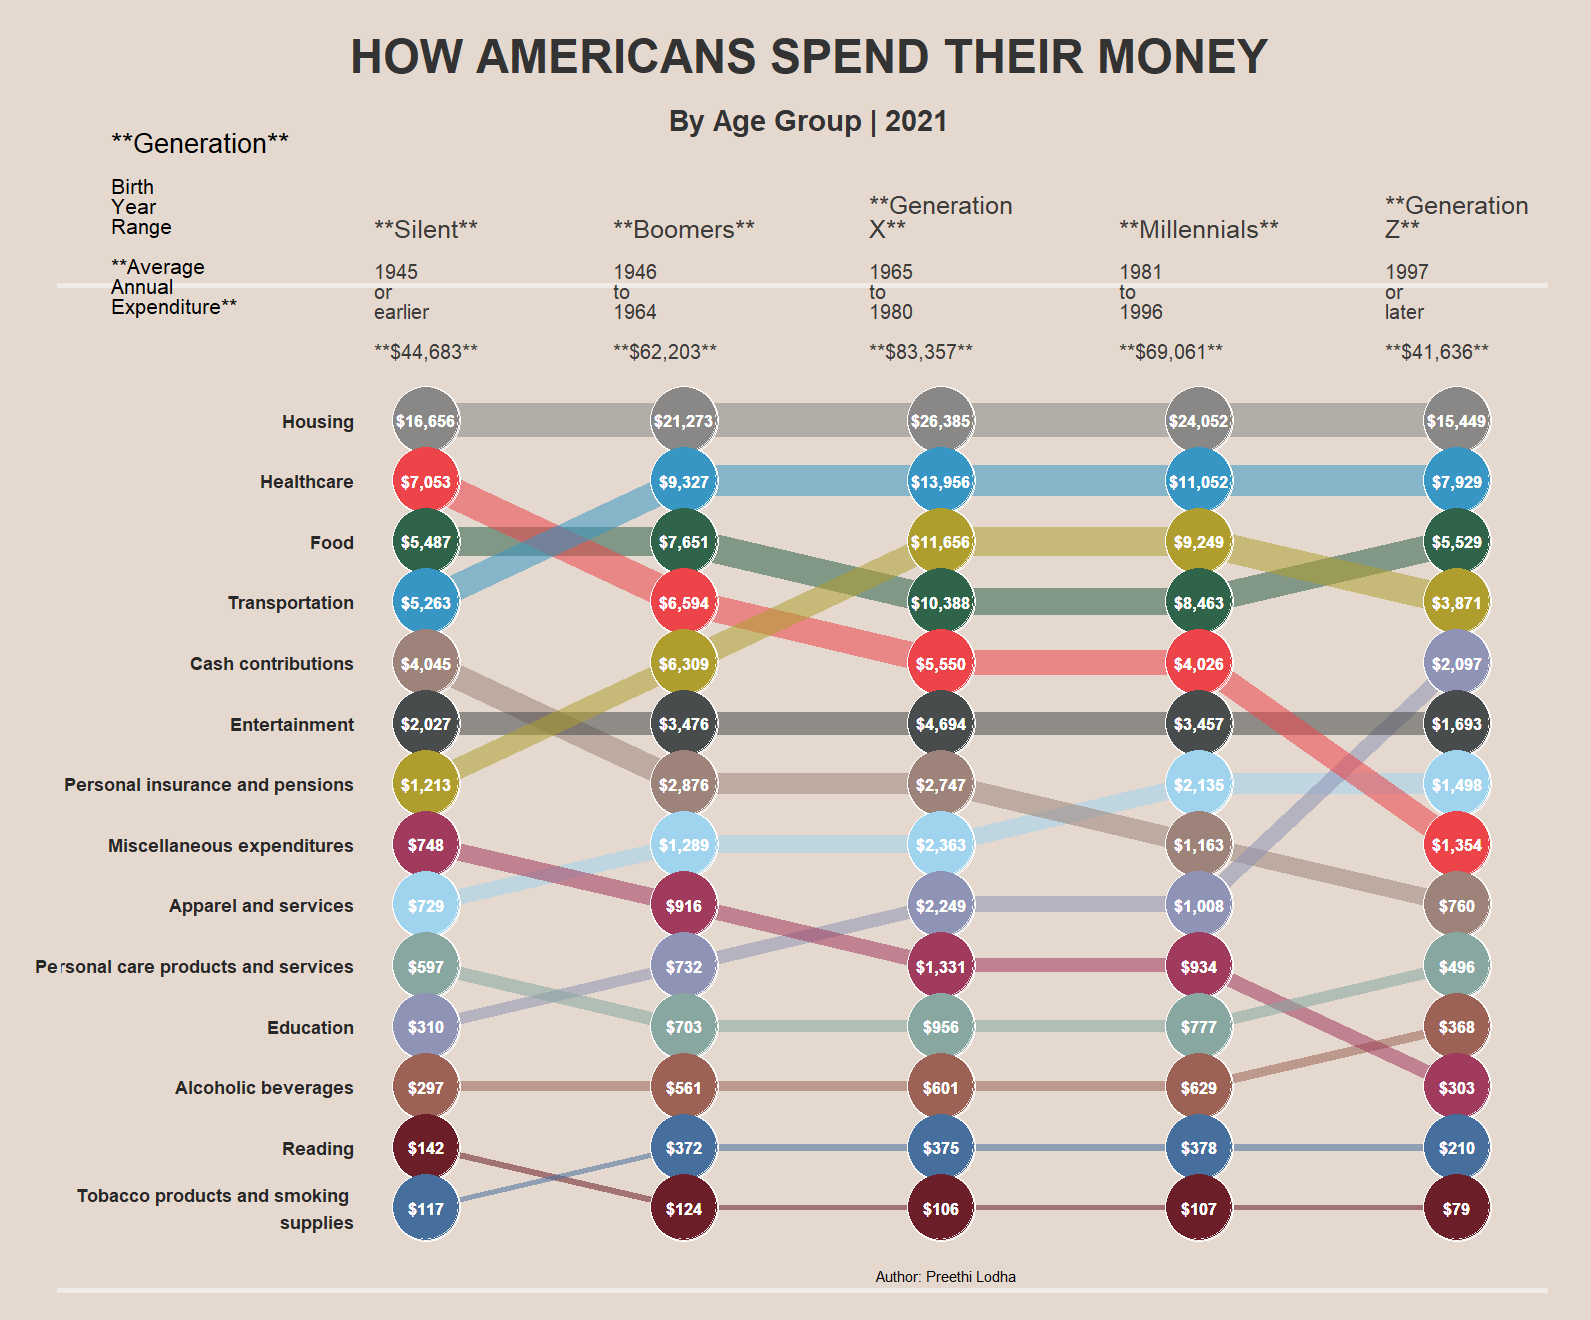 HOW AMERICANS SPEND THEIR MONEY
By Age Group | 2021
**Generation**
Birth
Year
Range
**Average
Annual
Expenditure**
**Silent**
1945
or
earlier
**$44,683**
**Boomers**
1946
to
1964
**$62,203**
**Generation
X**
1965
to
1980
**$83,357**
**Millennials**
1981
to
1996
**$69,061**
**Generation
Z**
1997
or
later
**$41,636**
Housing $16,656 $21,273 $26,385 $24,052 $15,449
Healthcare $7,053 $9,327 $13,956 $11,052 $7,929
Food $5,487 $7,651 $11,656 $9,249 $5,529
Transportation $5,263 $6,594 $10,388 $8,463 $3,871
Cash contributions $4,045 $6,309 $5,550 $4,026 $2,097
Entertainment $2,027 $3,476 $4,694 $3,457 $1,693
Personal insurance and pensions $1,213 $2,876 $2,747 $2,135 $1,498
Miscellaneous expenditures $748 $1,289 $2,363 $1,163 $1,354
Apparel and services $729 $916 $2,249 $1,008 $760
Personal care products and services $597 $732 $1,331 $934 $496
Education $310 $703 $956 $777 $368
Alcoholic beverages $297 $561 $601 $629 $303
Reading $142 $372 $375 $378 $210
Tobacco products and smoking
supplies $117 $124 $106 $107 $79
Author: Preethi Lodha